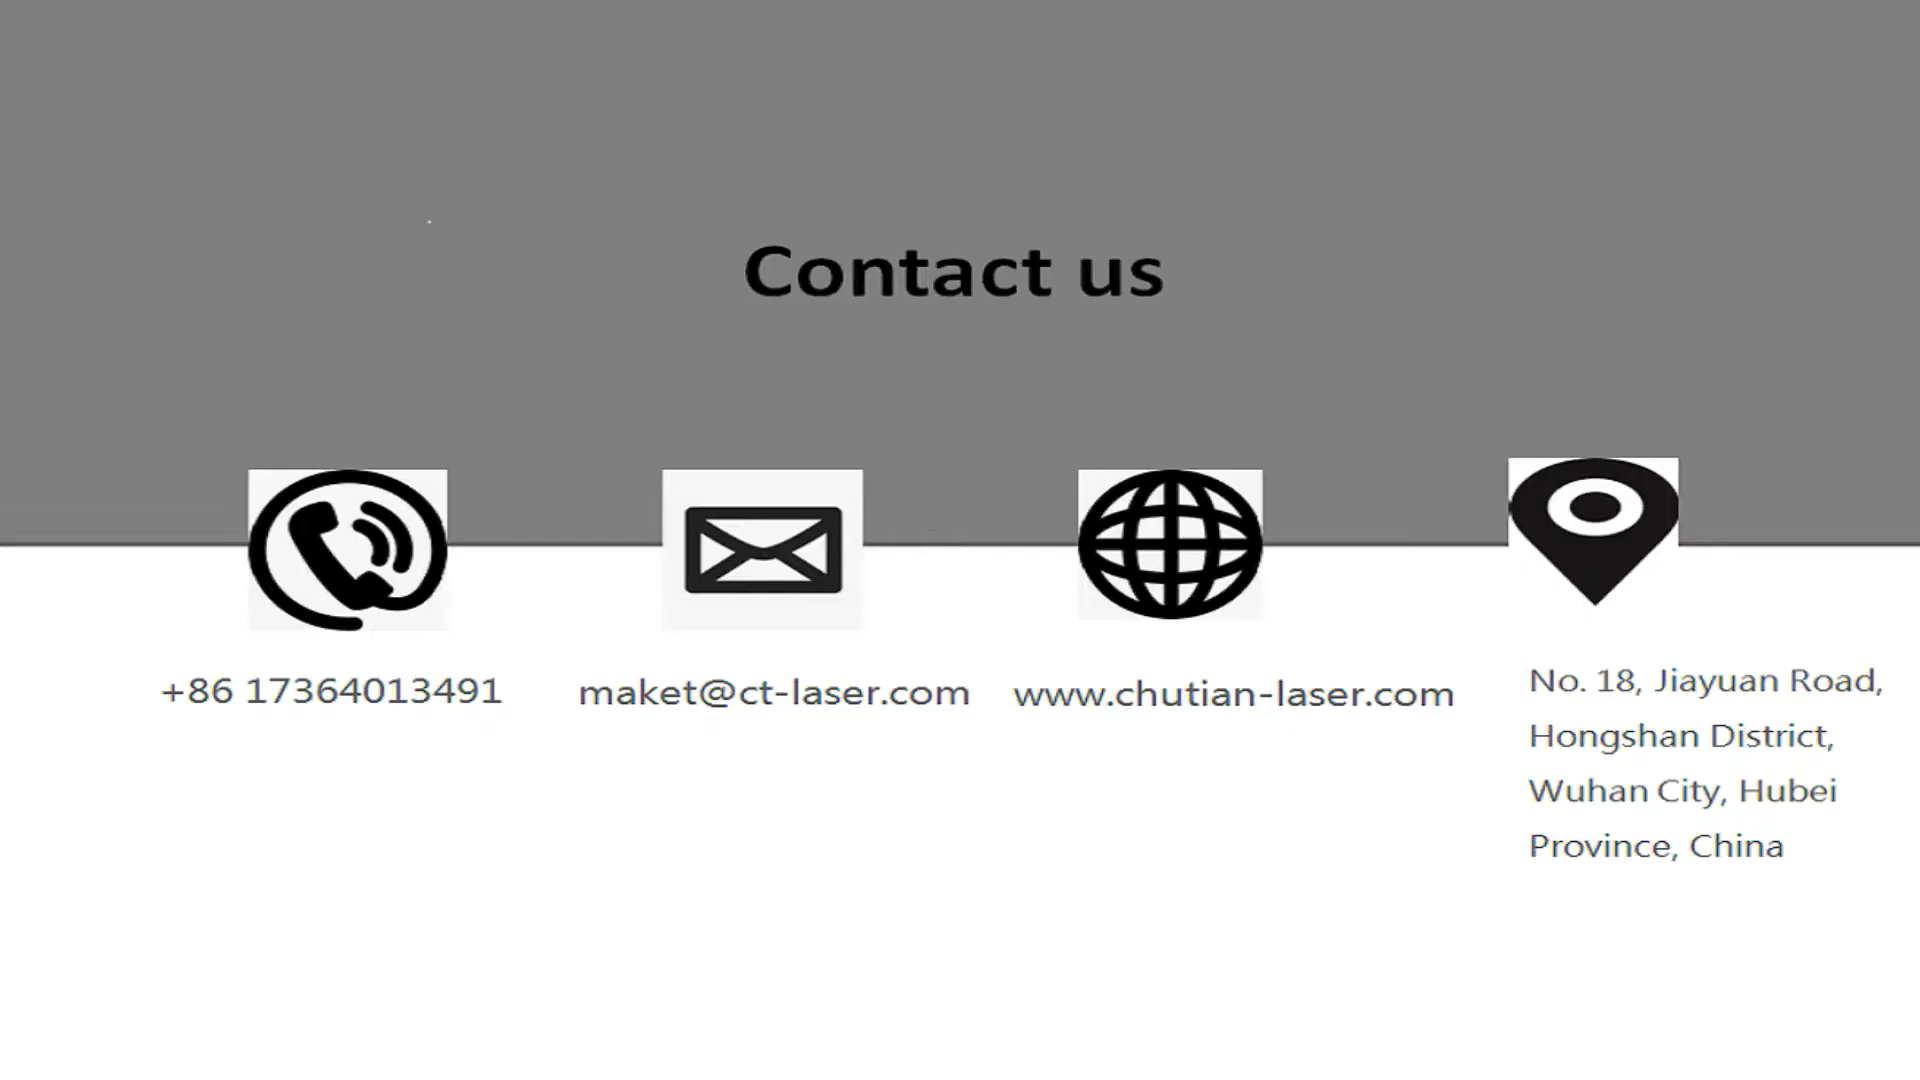 Contact us
+86 17364013491
maket@ct-laser.com
www.chutian-laser.com
No. 18, Jiayuan Road,
Hongshan District,
Wuhan City, Hubei
Province, China